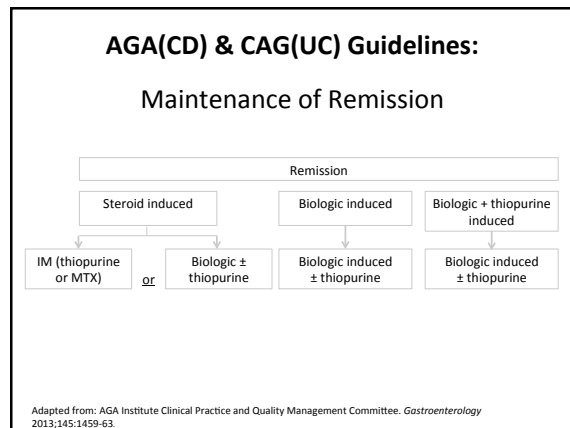 AGA(CD) & CAG(UC) Guidelines:
Maintenance of Remission
Remission
Steroid induced
Biologic induced
Biologic + thiopurine
induced
IM (thiopurine
or MTX)
or
Biologic ±
thiopurine
Biologic induced
± thiopurine
Biologic induced
± thiopurine
Adapted from: AGA Institute Clinical Practice and Quality Management Committee. Gastroenterology
2013;145:1459-63.